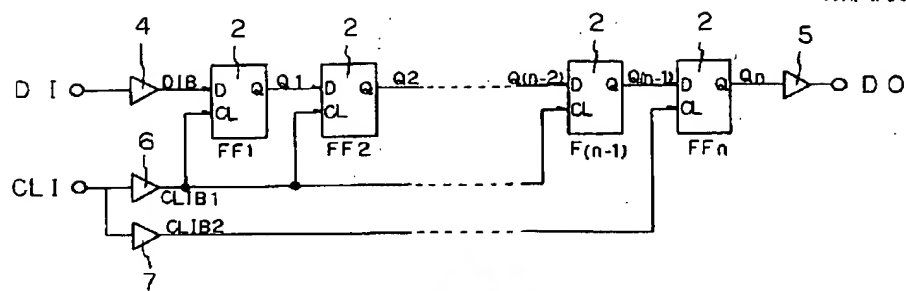 4 2 2 2 2 5
D I DIB D Q Q1 D Q Q2 Q(n-2) D Q Q(n-1) D Q Qn D O
CL CL CL CL
6 FF1 FF2 F(n-1) FFn
CLI CLIB1
CLIB2
7